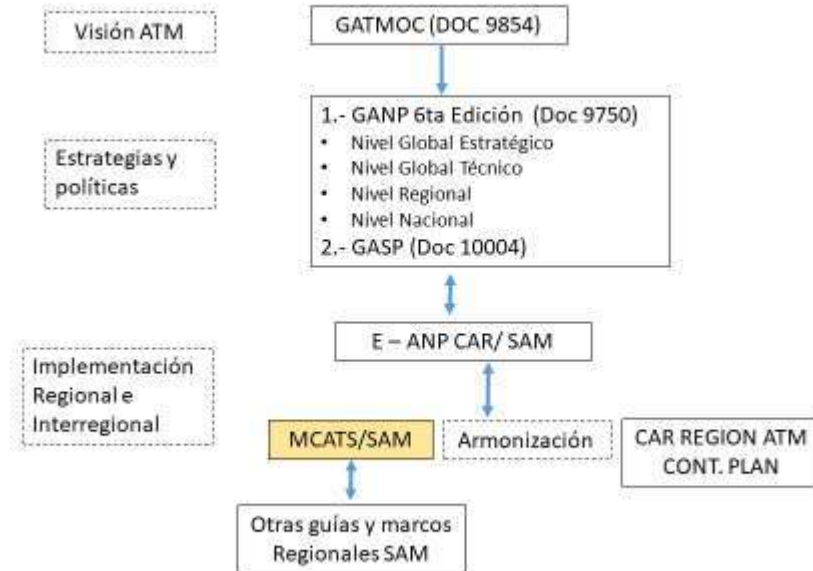 Visión ATM
GATMOC (DOC 9854)
Estrategias y
políticas
1.- GANP 6ta Edición (Doc 9750)
• Nivel Global Estratégico
• Nivel Global Técnico
• Nivel Regional
• Nivel Nacional
2.- GASP (Doc 10004)
E – ANP CAR/ SAM
Implementación
Regional e
Interregional
MCATS/SAM
Armonización
CAR REGION ATM
CONT. PLAN
Otras guías y marcos
Regionales SAM